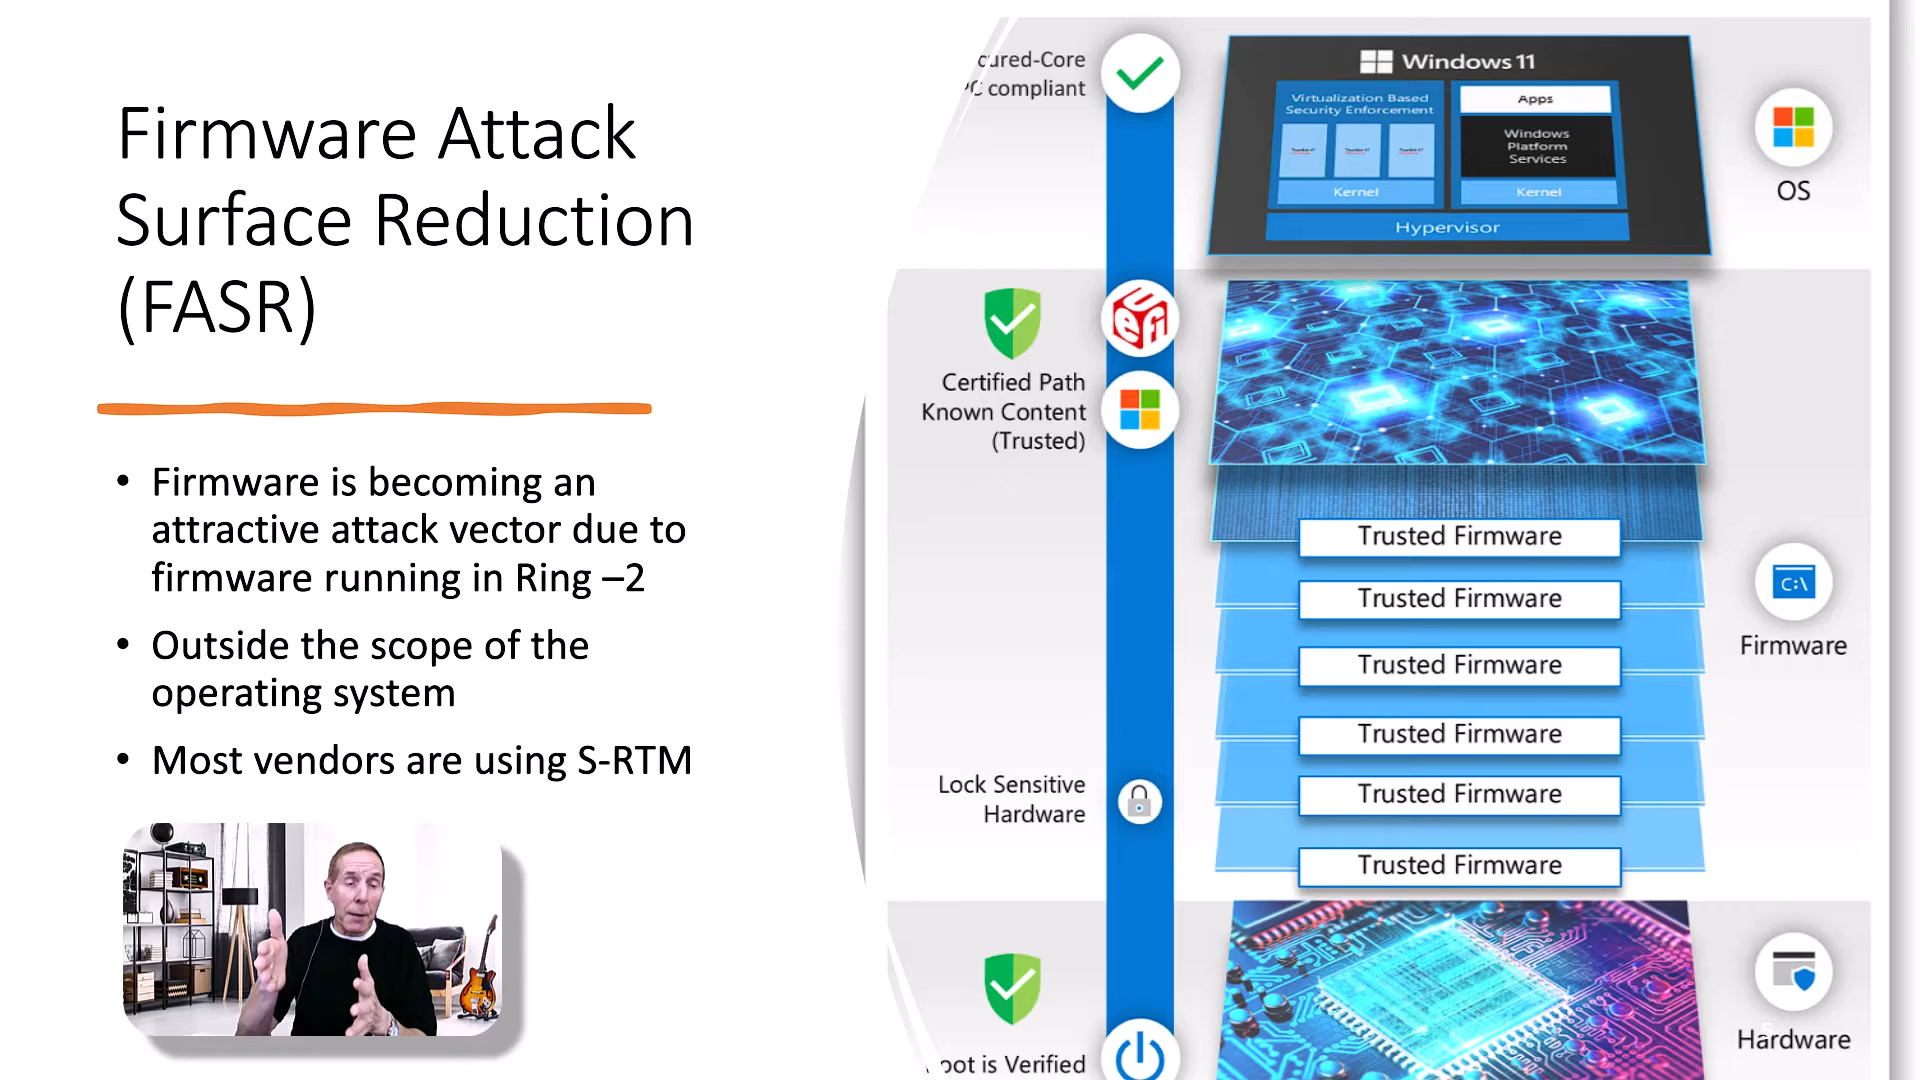 Firmware Attack
Surface Reduction
(FASR)
• Firmware is becoming an
attractive attack vector due to
firmware running in Ring –2
• Outside the scope of the
operating system
• Most vendors are using S-RTM
cured-Core
PC compliant
Windows 11
Virtualization Based
Security Enforcement
Kernel
Apps
Windows
Platform
Services
Kernel
Hypervisor
OS
UEFI
Certified Path
Known Content
(Trusted)
Trusted Firmware
Trusted Firmware
Trusted Firmware
Trusted Firmware
Trusted Firmware
Trusted Firmware
C:\
Firmware
Lock Sensitive
Hardware
oot is Verified
Hardware